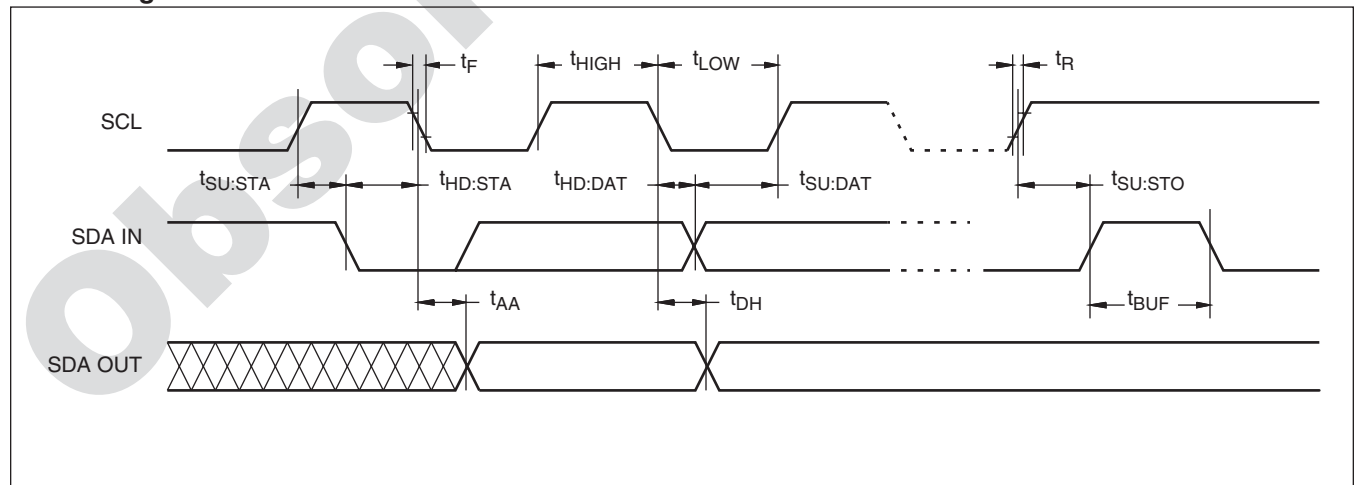 tF
tHIGH
tLOW
tR
SCL
tSU:STA
tHD:STA
tHD:DAT
tSU:DAT
tSU:STO
SDA IN
tAA
tDH
tBUF
SDA OUT